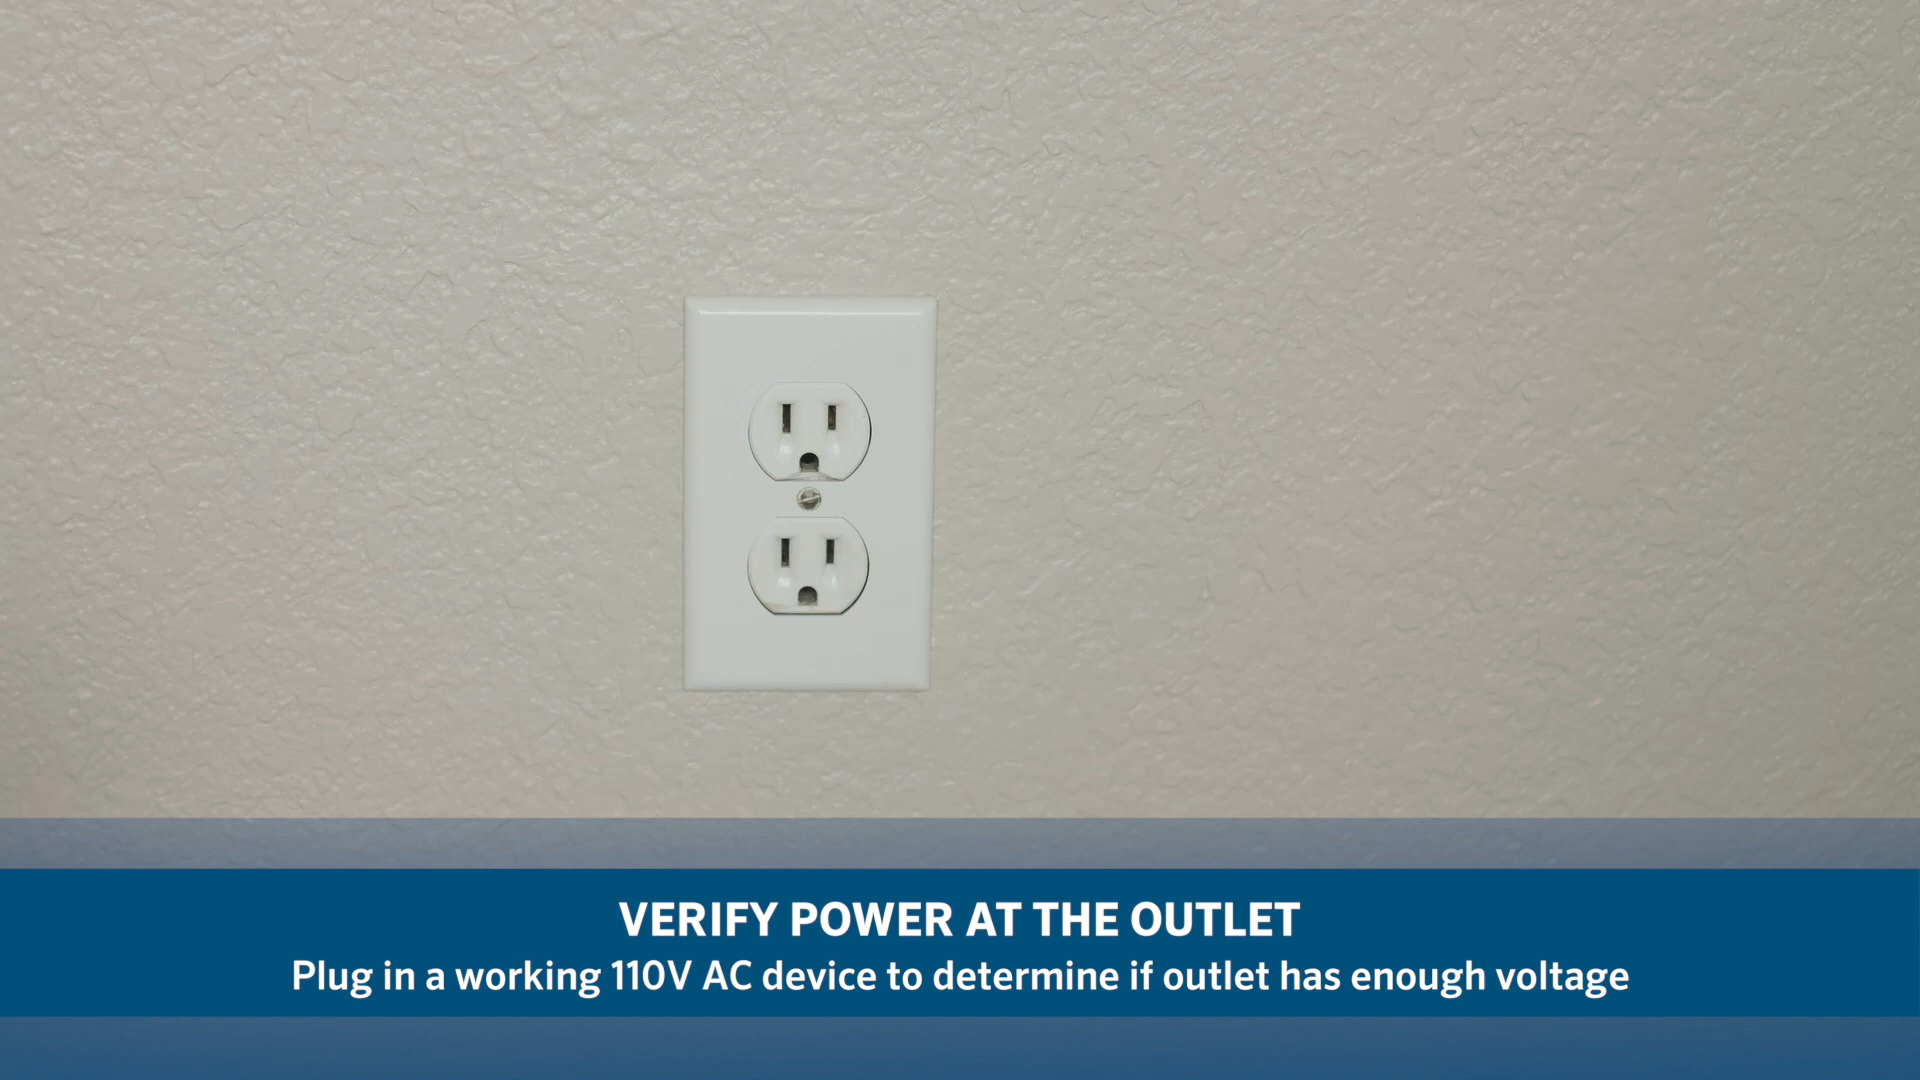 VERIFY POWER AT THE OUTLET
Plug in a working 110V AC device to determine if outlet has enough voltage